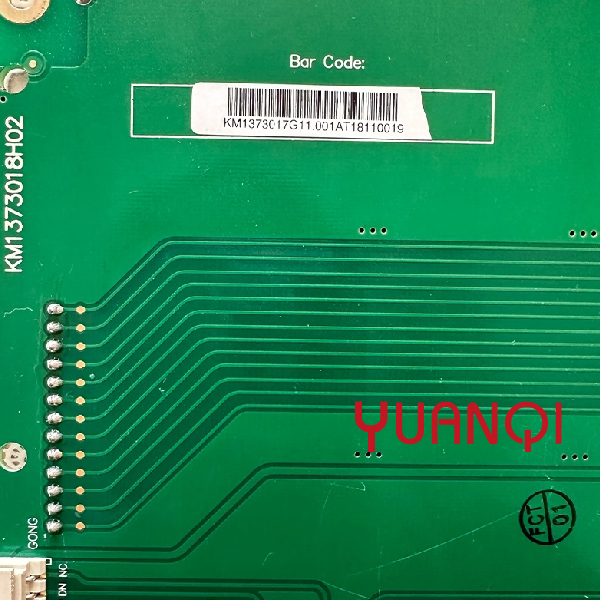 Bar Code:
KM1373017G11.001AT18110019
KM1373018H02
YUANQI
FCT
01
GONG
DN NC